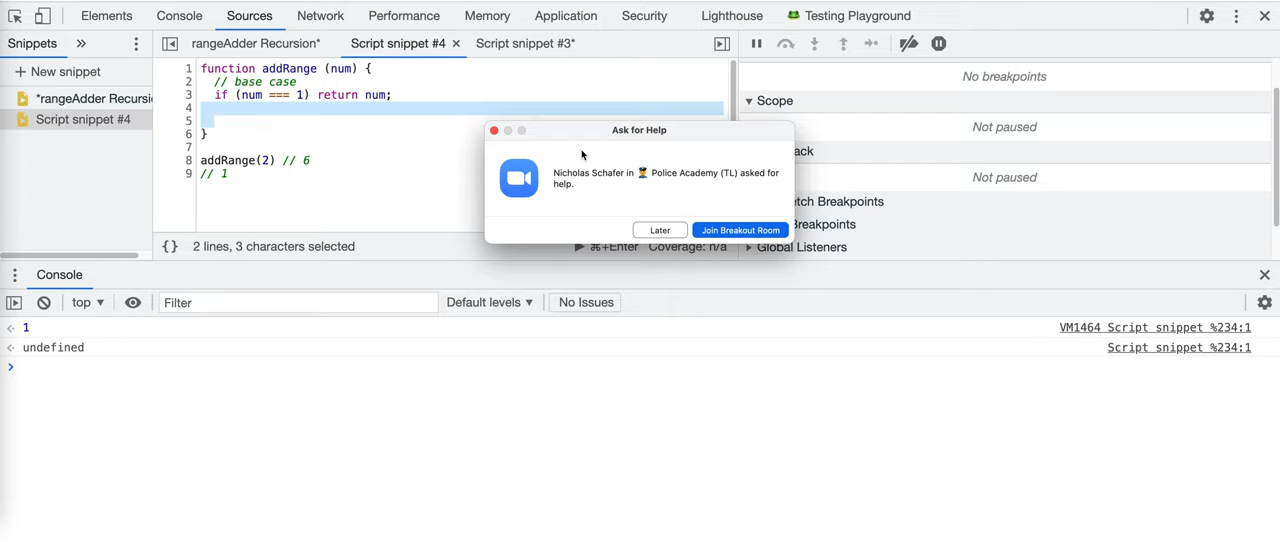 Elements Console Sources Network Performance Memory Application Security Lighthouse 🐸 Testing Playground
Snippets » rangeAdder Recursion* Script snippet #4 × Script snippet #3*
+ New snippet
*rangeAdder Recursi
Script snippet #4
1 function addRange (num) {
2 // base case
3 if (num === 1) return num;
4
5
6 }
7
8 addRange(2) // 6
9 // 1
{} 2 lines, 3 characters selected ⌘+Enter Coverage: n/a
No breakpoints
▼ Scope
Not paused
ack
Not paused
tch Breakpoints
Breakpoints
Global Listeners
Ask for Help
Nicholas Schafer in 👮 Police Academy (TL) asked for
help.
Later Join Breakout Room
Console
top ▼ Filter Default levels ▼ No Issues
1 VM1464 Script snippet %234:1
undefined Script snippet %234:1